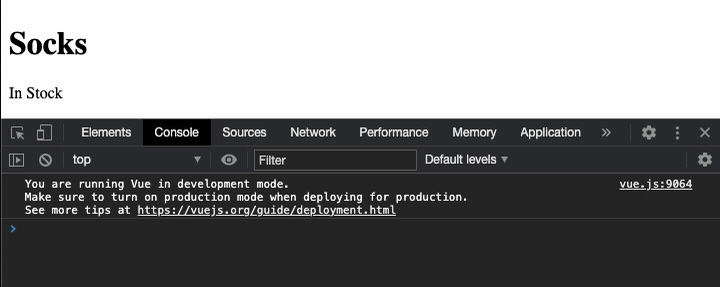 Socks
In Stock
Elements Console Sources Network Performance Memory Application »
top ▼ Filter Default levels ▼
You are running Vue in development mode. vue.js:9064
Make sure to turn on production mode when deploying for production.
See more tips at https://vuejs.org/guide/deployment.html
>